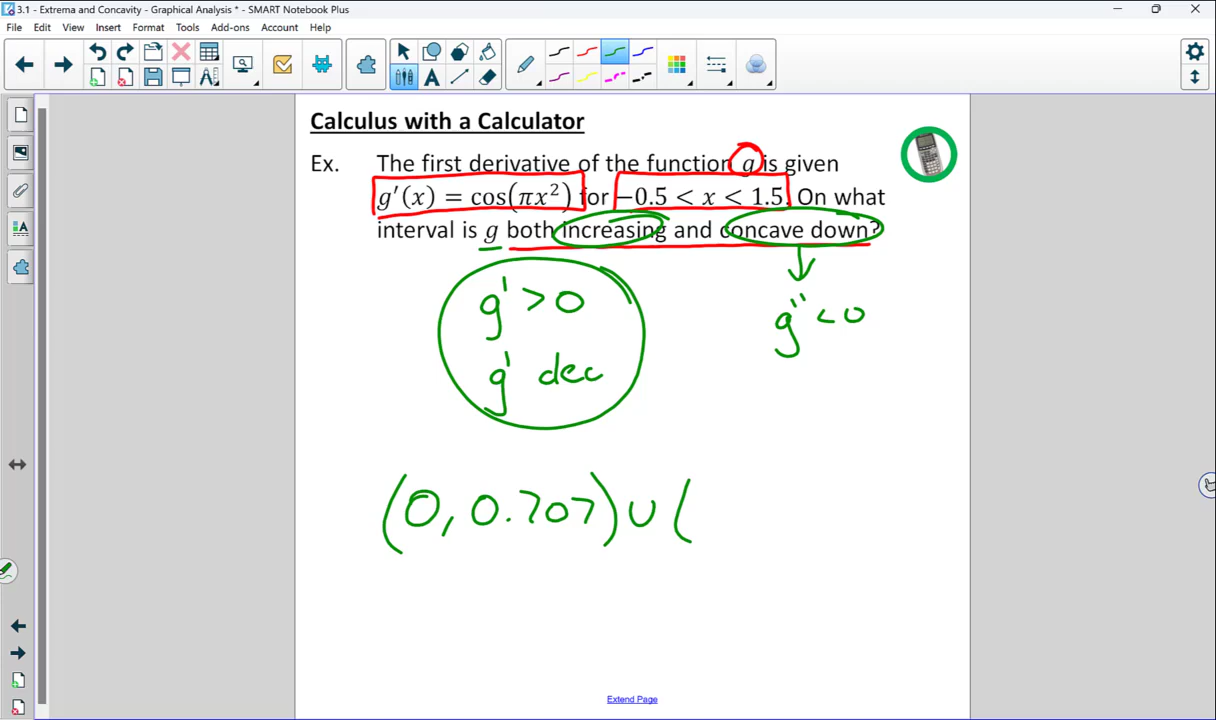 3.1 - Extrema and Concavity - Graphical Analysis * - SMART Notebook Plus
File Edit View Insert Format Tools Add-ons Account Help
Calculus with a Calculator
Ex. The first derivative of the function g is given
g′(x) = cos(πx²) for −0.5 < x < 1.5. On what
interval is g both increasing and concave down?
g' > 0
g'' < 0
g' dec
(0, 0.707) ∪ (
Extend Page